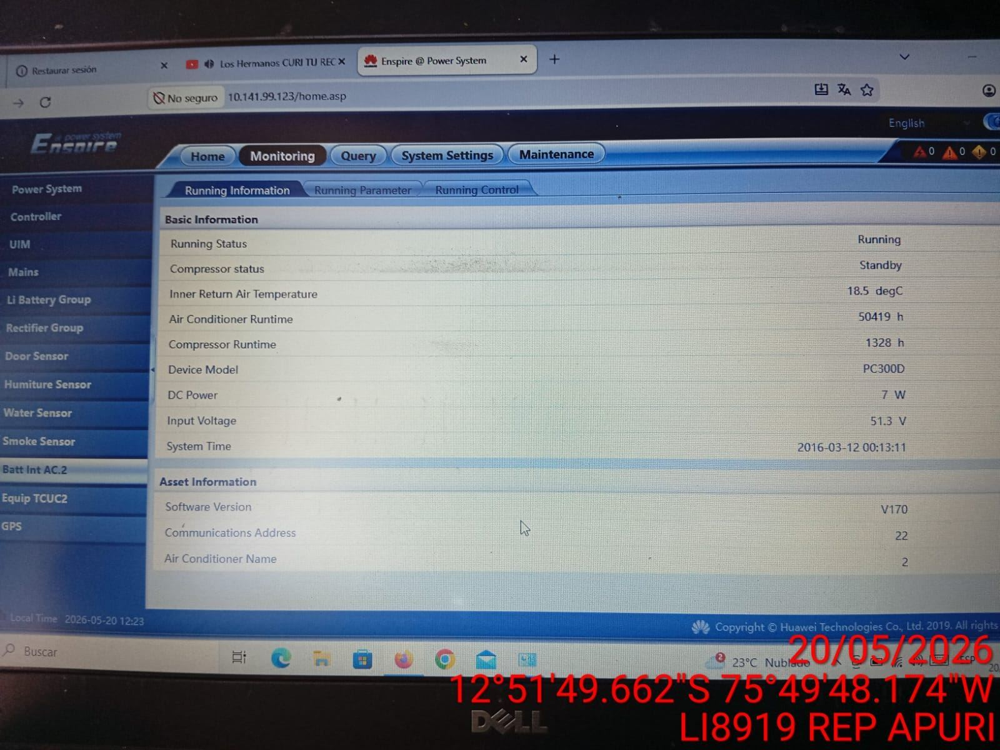 Restaurar sesión
Los Hermanos CURI TU REC
Enspire @ Power System
No seguro 10.141.99.123/home.asp
English
power system
Enspire
Home Monitoring Query System Settings Maintenance
0 0 0
Running Information Running Parameter Running Control
Power System
Controller
UIM
Mains
Li Battery Group
Rectifier Group
Door Sensor
Humiture Sensor
Water Sensor
Smoke Sensor
Batt Int AC.2
Equip TCUC2
GPS
Basic Information
Running Status Running
Compressor status Standby
Inner Return Air Temperature 18.5 degC
Air Conditioner Runtime 50419 h
Compressor Runtime 1328 h
Device Model PC300D
DC Power 7 W
Input Voltage 51.3 V
System Time 2016-03-12 00:13:11
Asset Information
Software Version V170
Communications Address 22
Air Conditioner Name 2
Local Time 2026-05-20 12:23
HUAWEI Copyright © Huawei Technologies Co., Ltd. 2019. All rights
Buscar
2
23°C Nublado
ESP
20/05/2026
12°51'49.662"S 75°49'48.174"W
DELL
LI8919 REP APURI